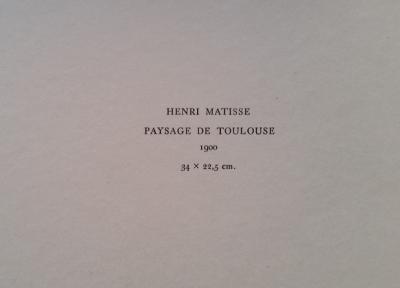 HENRI MATISSE
PAYSAGE DE TOULOUSE
1900
34 × 22,5 cm.